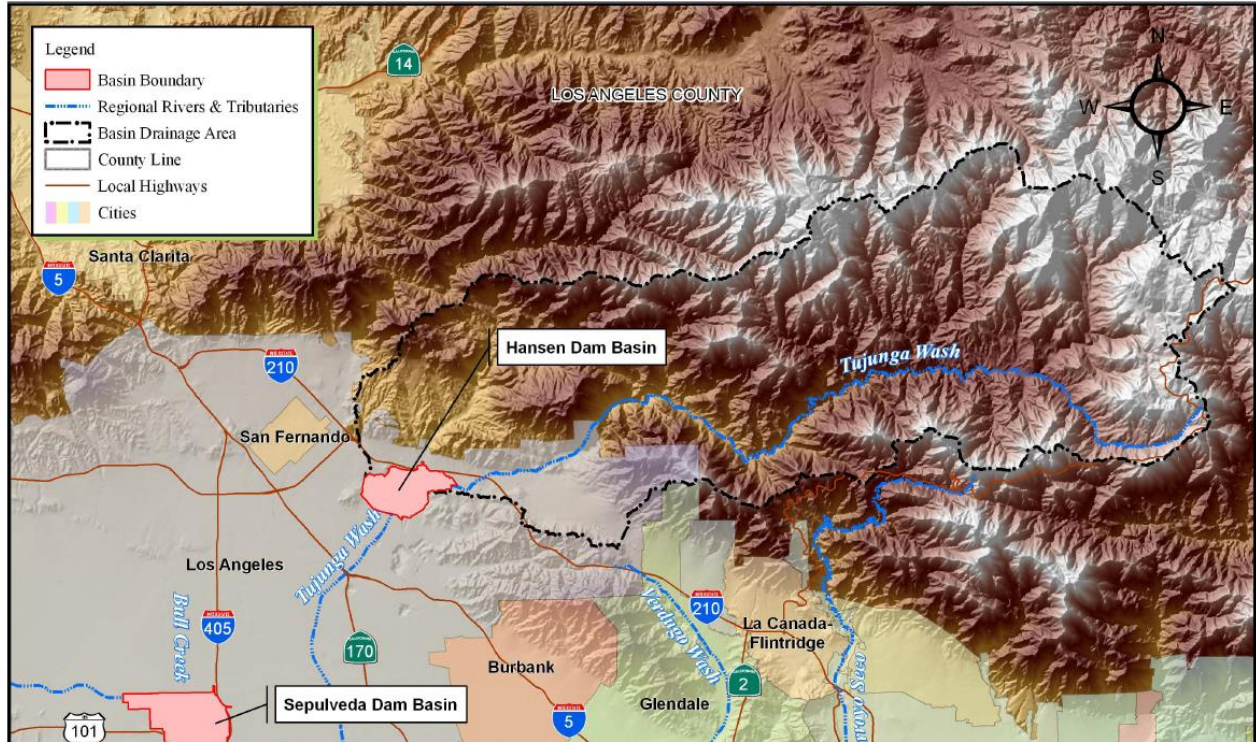 Legend
Basin Boundary
Regional Rivers & Tributaries
Basin Drainage Area
County Line
Local Highways
Cities
CALIFORNIA
14
LOS ANGELES COUNTY
N
W
E
S
Santa Clarita
5
Hansen Dam Basin
210
Tujunga Wash
San Fernando
Los Angeles
Tujunga Wash
Bull Creek
405
170
Burbank
Verdugo Wash
210
La Canada-
Flintridge
2
Glendale
Sepulveda Dam Basin
101
5